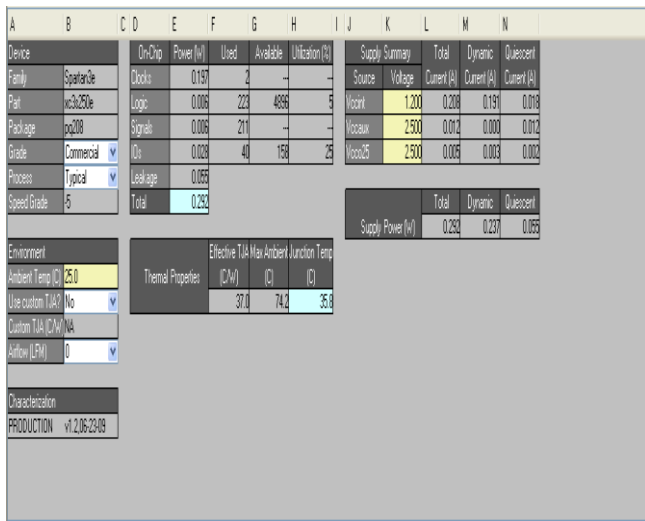 A B C D E F G H I J K L M N
Device On-Chip Power (W) Used Available Utilization (%) Supply Summary Total Dynamic Quiescent
Family Spartan3e Clocks 0.197 2 --- --- Source Voltage Current (A) Current (A) Current (A)
Part xc3s250e Logic 0.006 223 4896 5 Vccint 1.200 0.208 0.191 0.018
Package pq208 Signals 0.006 211 --- --- Vccaux 2.500 0.012 0.000 0.012
Grade Commercial IOs 0.028 40 158 25 Vcco25 2.500 0.005 0.003 0.002
Process Typical Leakage 0.055
Speed Grade -5 Total 0.292 Total Dynamic Quiescent
Supply Power (W) 0.292 0.237 0.055
Environment Effective TJA Max Ambient Junction Temp
Ambient Temp (C) 25.0 Thermal Properties (C/W) (C) (C)
Use custom TJA? No 37.0 74.2 35.8
Custom TJA (C/W NA
Airflow (LFM) 0
Characterization
PRODUCTION v1.2,06-23-09